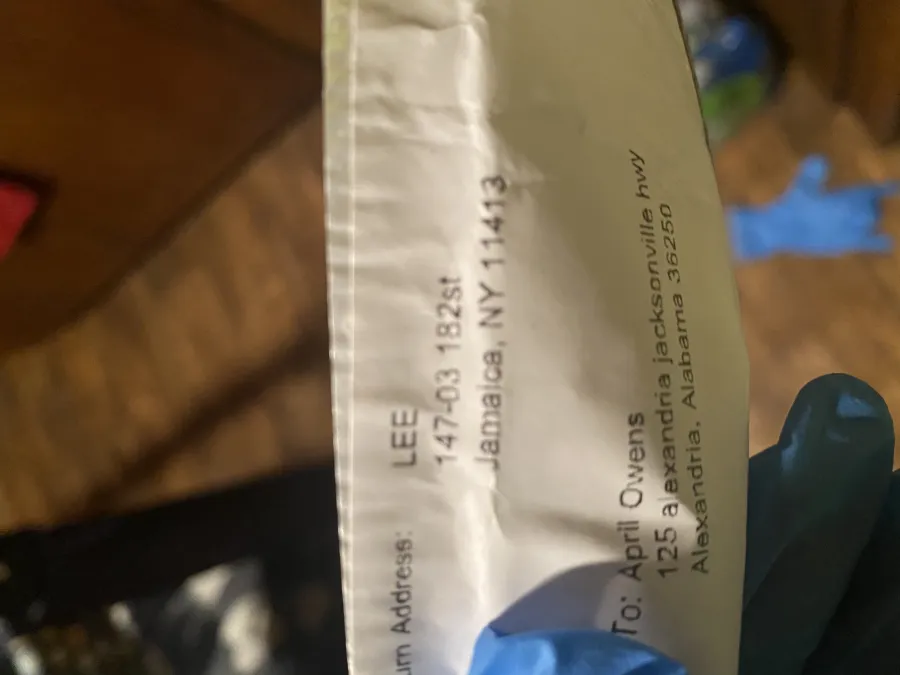 Address: LEE
147-03 182st
Jamaica, NY 11413
To: April Owens
125 alexandria jacksonville hwy
Alexandria. Alabama 36250